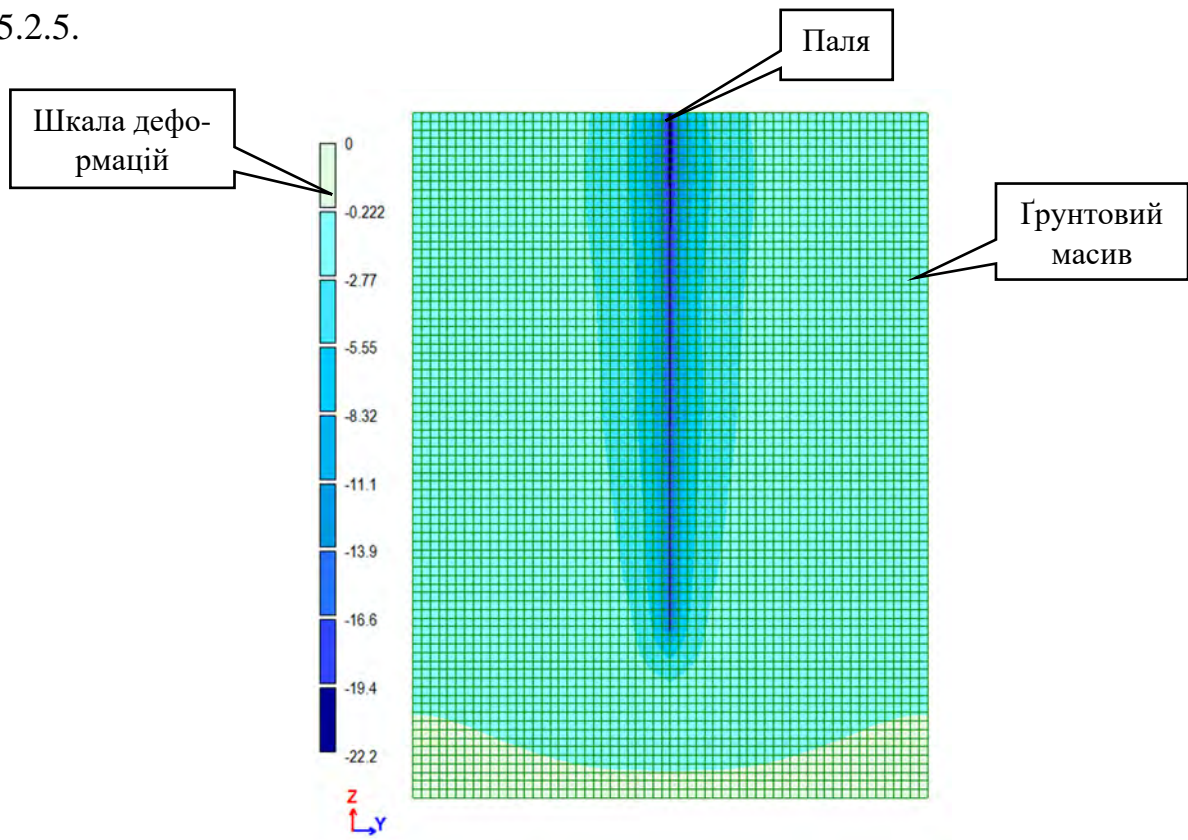 5.2.5.
Паля
Шкала дефо-
рмацій
Ґрунтовий
масив
0
-0.222
-2.77
-5.55
-8.32
-11.1
-13.9
-16.6
-19.4
-22.2
Z
Y